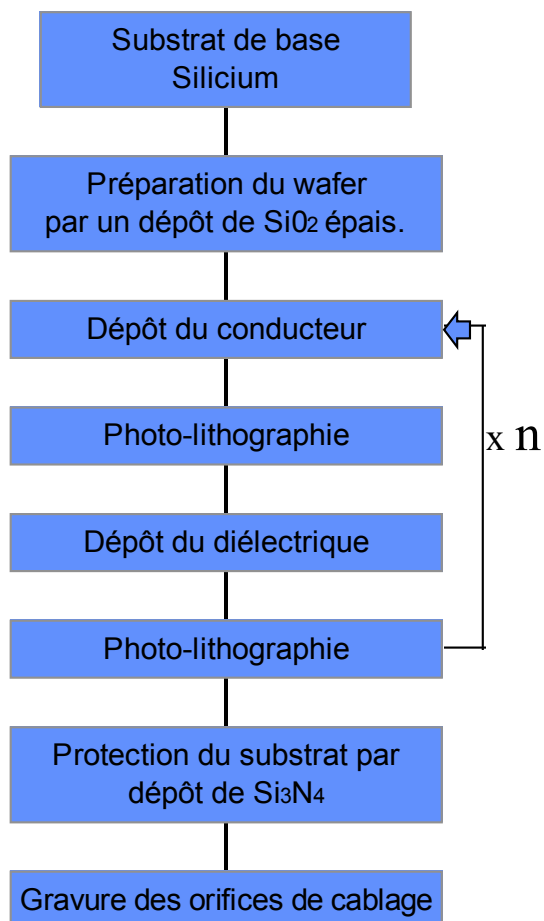 Substrat de base
Silicium
Préparation du wafer
par un dépôt de Si0₂ épais.
Dépôt du conducteur
Photo-lithographie
x n
Dépôt du diélectrique
Photo-lithographie
Protection du substrat par
dépôt de Si₃N₄
Gravure des orifices de cablage